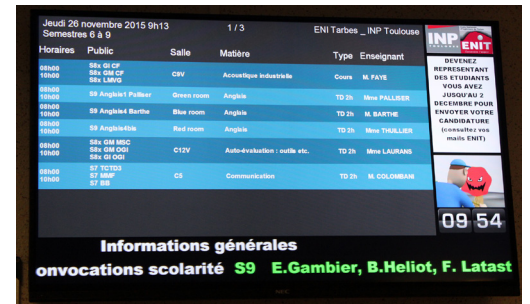 Jeudi 26 novembre 2015 9h13 1 / 3 ENI Tarbes _ INP Toulouse
Semestres 6 à 9
Horaires Public Salle Matière Type Enseignant
08h00 10h00 S8x GI CF S8x GM CF S8x LMVG C9V Acoustique industrielle Cours M. FAYE
08h00 10h00 S9 Anglais1 Palliser Green room Anglais TD 2h Mme PALLISER
08h00 10h00 S9 Anglais4 Barthe Blue room Anglais TD 2h M. BARTHE
08h00 10h00 S9 Anglais4bis Red room Anglais TD 2h Mme THUILLIER
08h00 10h00 S8x GM MSC S8x GM OGI S8x GI OGI C12V Auto-évaluation : outils etc. TD 2h Mme LAURANS
08h00 10h00 S7 TCTD3 S7 MMF S7 BB C5 Communication TD 2h M. COLOMBANI
INP ENIT
TOULOUSE
DEVENEZ
REPRESENTANT
DES ETUDIANTS
VOUS AVEZ
JUSQU'AU 2
DECEMBRE POUR
ENVOYER VOTRE
CANDIDATURE
(consultez vos
mails ENIT)
09 54
Informations générales
onvocations scolarité S9 E.Gambier, B.Heliot, F. Latast
NEC